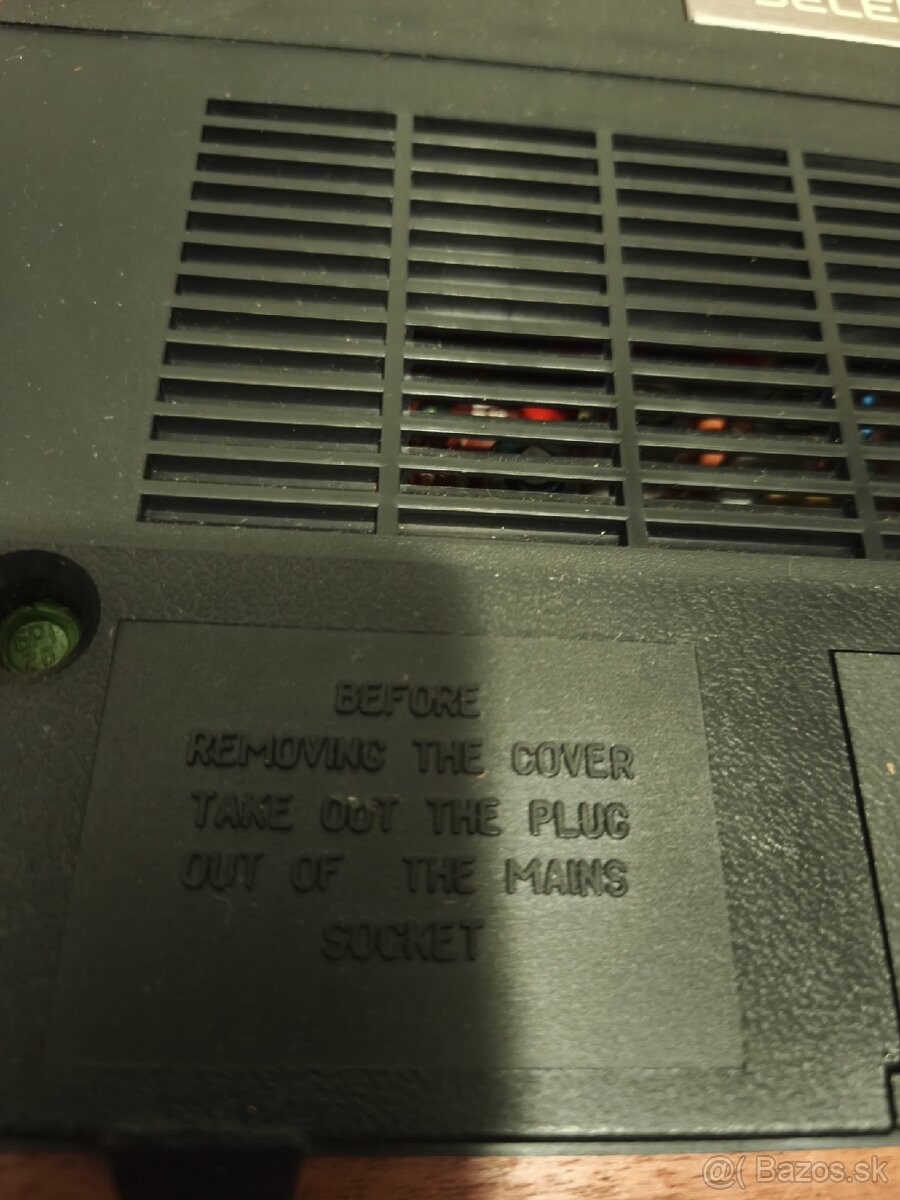 BEFORE
REMOVING THE COVER
TAKE OUT THE PLUG
OUT OF THE MAINS
SOCKET
@( Bazos.sk